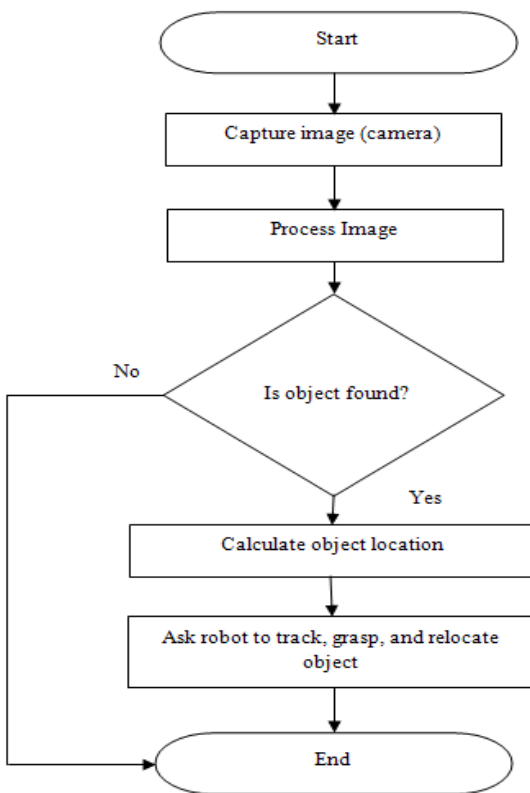 Start
Capture image (camera)
Process Image
Is object found?
No
Yes
Calculate object location
Ask robot to track, grasp, and relocate
object
End